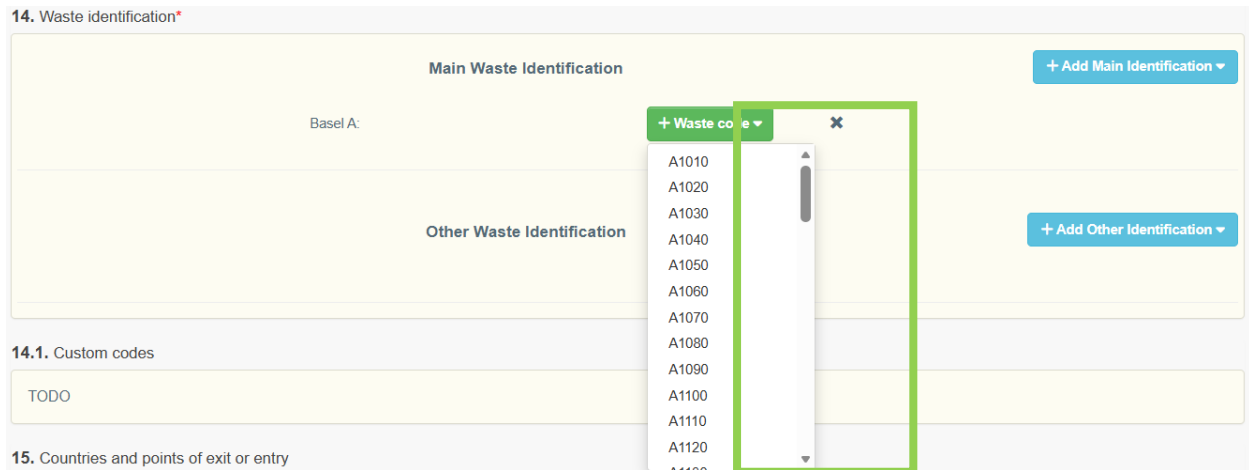 14. Waste identification*
Main Waste Identification
+ Add Main Identification
Basel A:
+ Waste code
A1010
A1020
A1030
A1040
A1050
A1060
A1070
A1080
A1090
A1100
A1110
A1120
Other Waste Identification
+ Add Other Identification
14.1. Custom codes
TODO
15. Countries and points of exit or entry